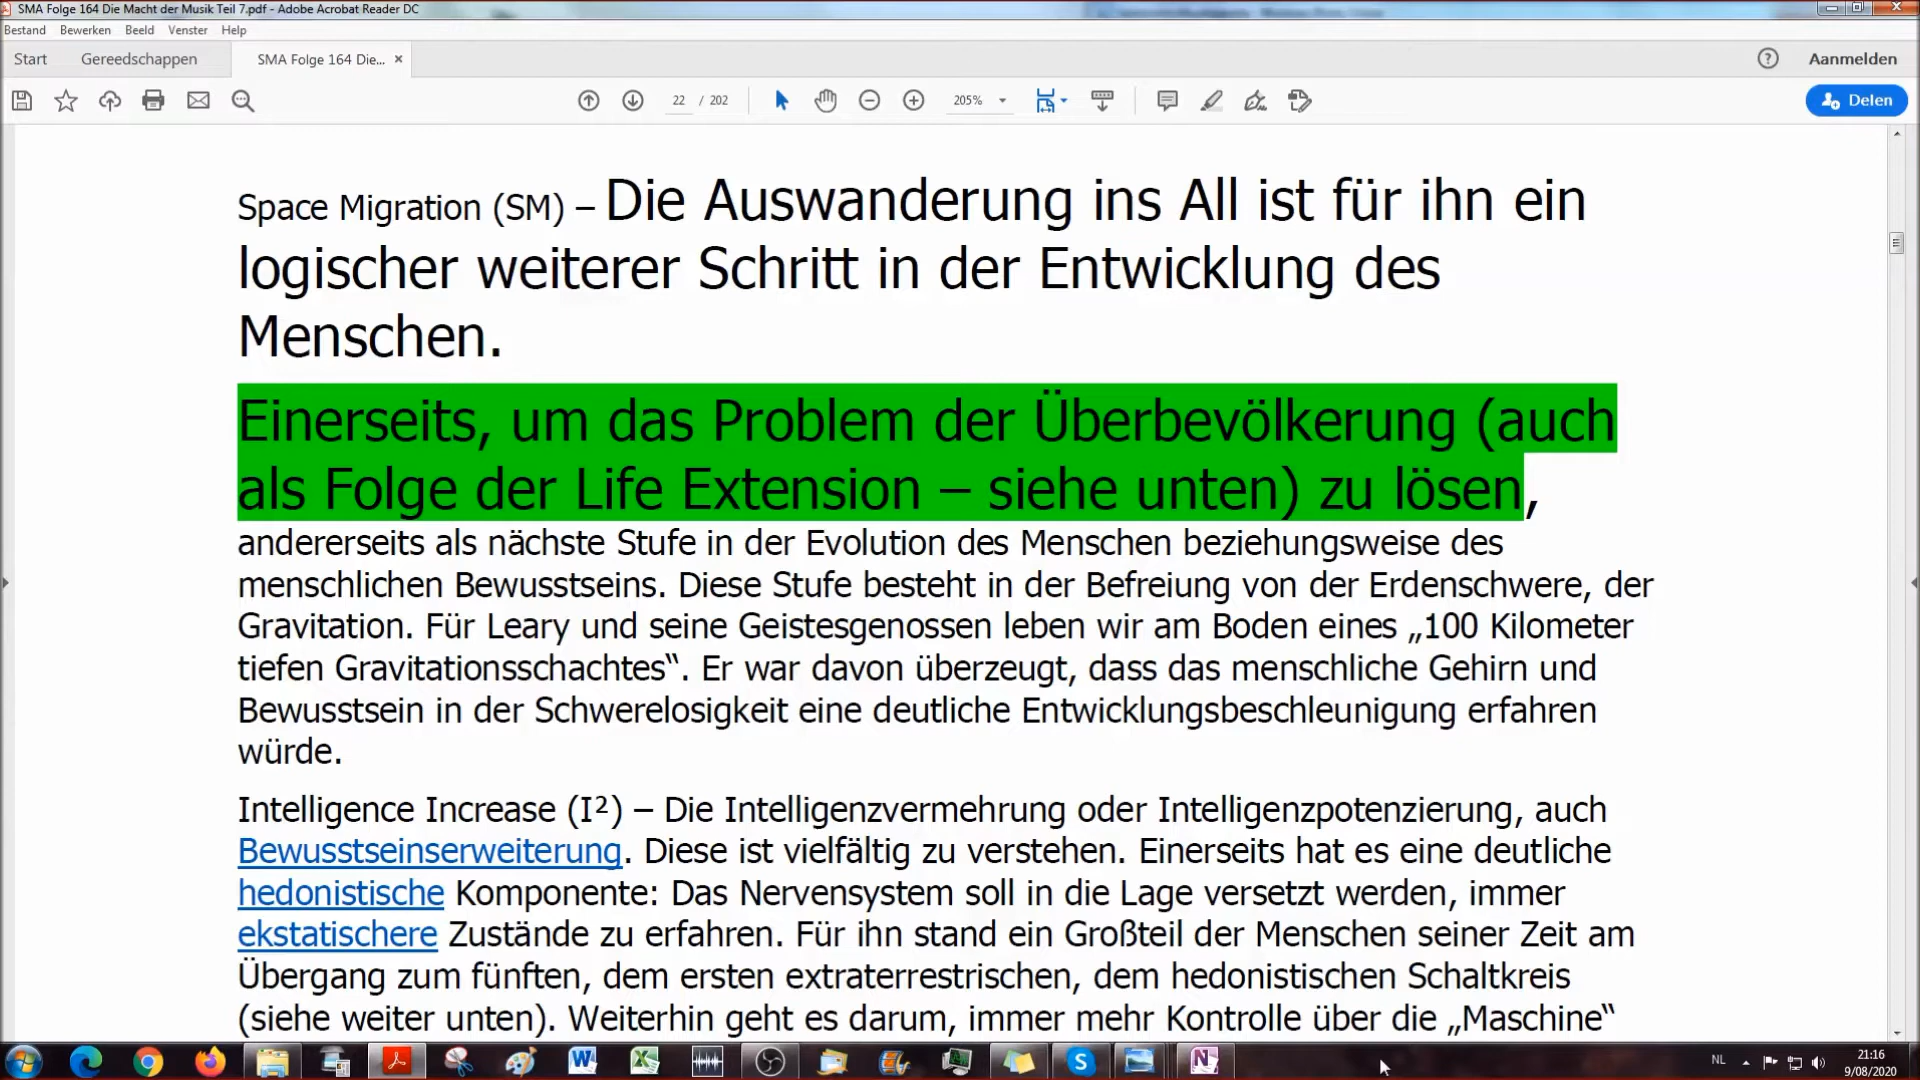 SMA Folge 164 Die Macht der Musik Teil 7.pdf - Adobe Acrobat Reader DC
Bestand Bewerken Beeld Venster Help
Start Gereedschappen SMA Folge 164 Die... × Aanmelden
22 / 202 205% Delen
Space Migration (SM) – Die Auswanderung ins All ist für ihn ein
logischer weiterer Schritt in der Entwicklung des
Menschen.
Einerseits, um das Problem der Überbevölkerung (auch
als Folge der Life Extension – siehe unten) zu lösen,
andererseits als nächste Stufe in der Evolution des Menschen beziehungsweise des
menschlichen Bewusstseins. Diese Stufe besteht in der Befreiung von der Erdenschwere, der
Gravitation. Für Leary und seine Geistesgenossen leben wir am Boden eines „100 Kilometer
tiefen Gravitationsschachtes“. Er war davon überzeugt, dass das menschliche Gehirn und
Bewusstsein in der Schwerelosigkeit eine deutliche Entwicklungsbeschleunigung erfahren
würde.
Intelligence Increase (I²) – Die Intelligenzvermehrung oder Intelligenzpotenzierung, auch
Bewusstseinserweiterung. Diese ist vielfältig zu verstehen. Einerseits hat es eine deutliche
hedonistische Komponente: Das Nervensystem soll in die Lage versetzt werden, immer
ekstatischere Zustände zu erfahren. Für ihn stand ein Großteil der Menschen seiner Zeit am
Übergang zum fünften, dem ersten extraterrestrischen, dem hedonistischen Schaltkreis
(siehe weiter unten). Weiterhin geht es darum, immer mehr Kontrolle über die „Maschine“
NL 21:16
9/08/2020